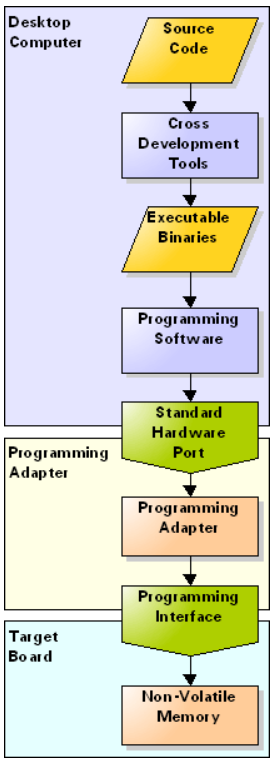 Desktop
Computer
Source
Code
Cross
Development
Tools
Executable
Binaries
Programming
Software
Standard
Hardware
Port
Programming
Adapter
Programming
Adapter
Programming
Interface
Target
Board
Non-Volatile
Memory